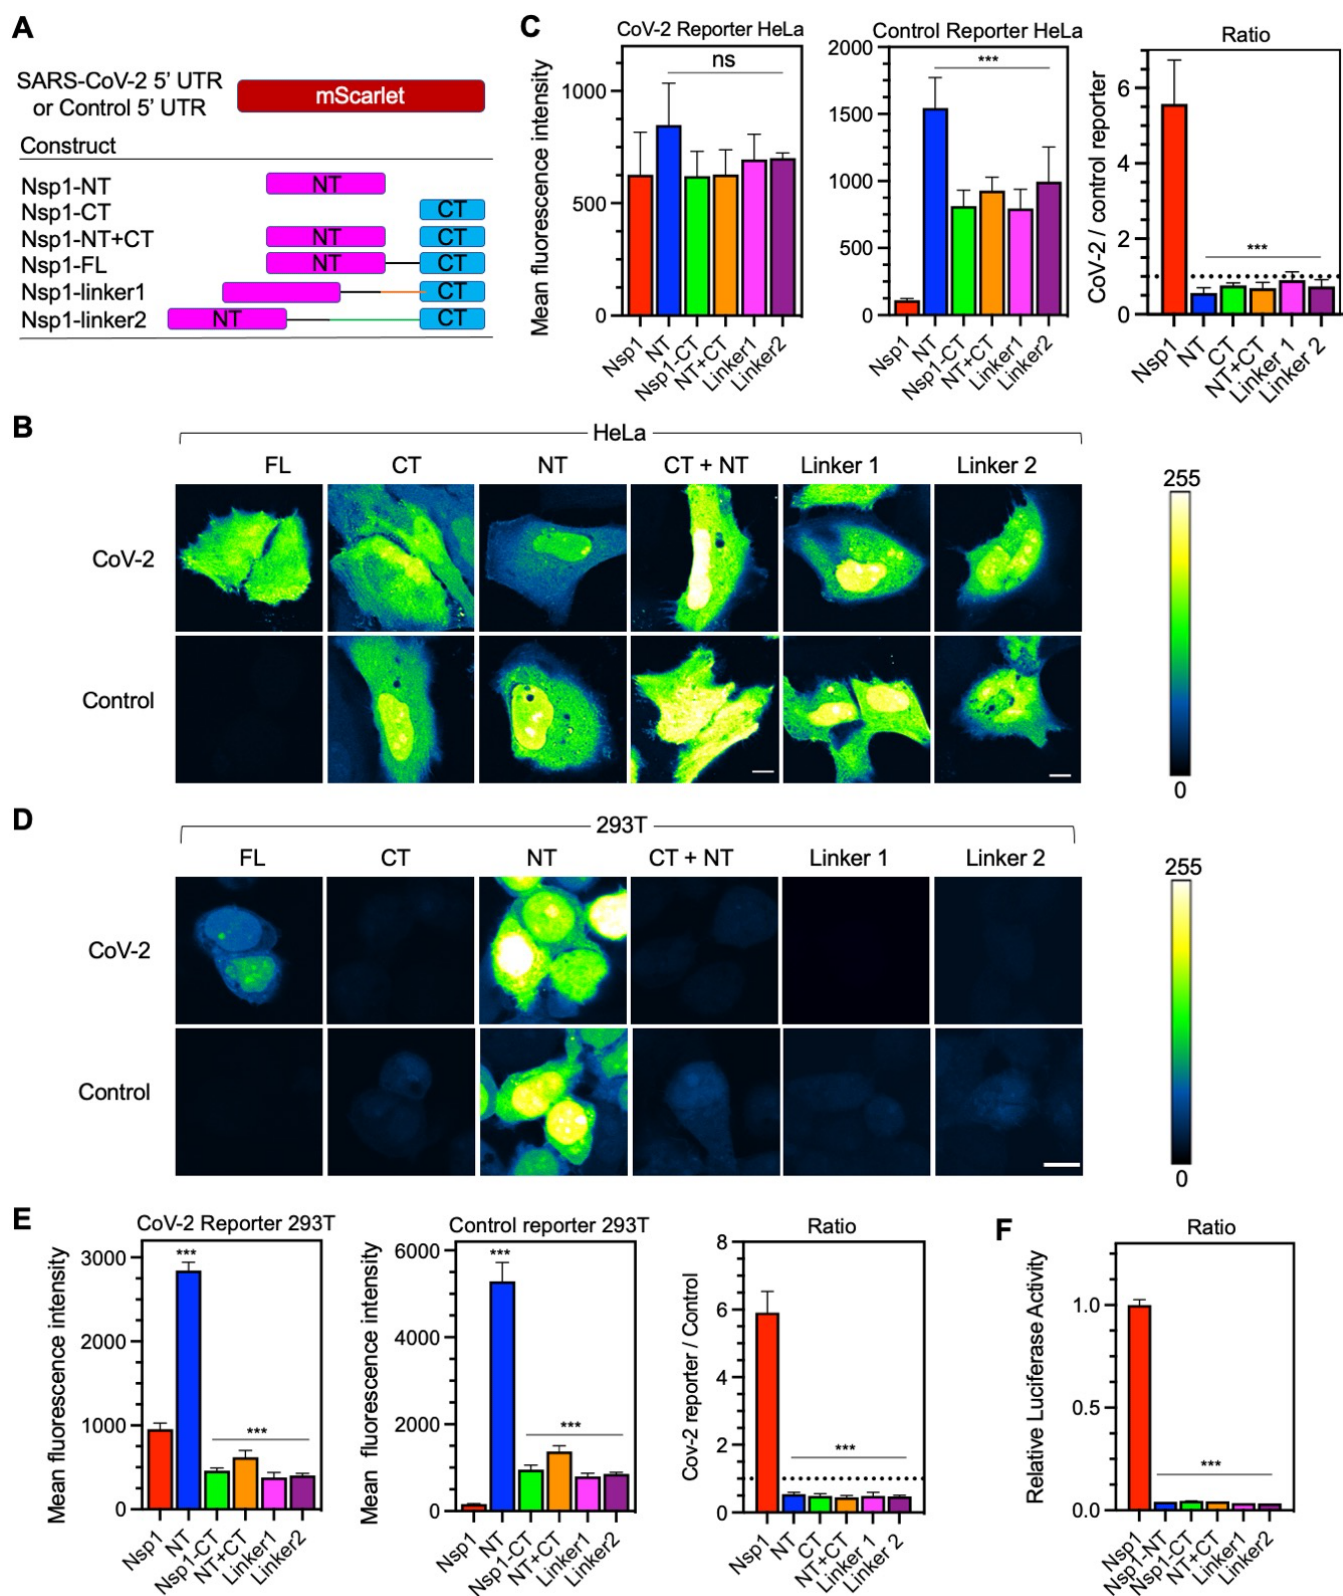 A
SARS-CoV-2 5’ UTR
or Control 5’ UTR
mScarlet
Construct
Nsp1-NT
NT
Nsp1-CT
CT
Nsp1-NT+CT
NT
CT
Nsp1-FL
NT
CT
Nsp1-linker1
CT
Nsp1-linker2
NT
CT
C
CoV-2 Reporter HeLa
Mean fluorescence intensity
1000
500
0
ns
Nsp1
NT
Nsp1-CT
NT+CT
Linker1
Linker2
Control Reporter HeLa
2000
1500
1000
500
0
***
Nsp1
NT
Nsp1-CT
NT+CT
Linker1
Linker2
Ratio
CoV-2 / control reporter
6
4
2
0
***
Nsp1
NT
CT
NT+CT
Linker 1
Linker 2
B
HeLa
FL
CT
NT
CT + NT
Linker 1
Linker 2
CoV-2
Control
255
0
D
293T
FL
CT
NT
CT + NT
Linker 1
Linker 2
CoV-2
Control
255
0
E
CoV-2 Reporter 293T
Mean fluorescence intensity
3000
2000
1000
0
***
***
Nsp1
NT
Nsp1-CT
NT+CT
Linker1
Linker2
Control reporter 293T
Mean fluorescence intensity
6000
4000
2000
0
***
***
Nsp1
NT
Nsp1-CT
NT+CT
Linker1
Linker2
Ratio
Cov-2 reporter / Control
8
6
4
2
0
***
Nsp1
NT
CT
NT+CT
Linker 1
Linker 2
F
Ratio
Relative Luciferase Activity
1.0
0.5
0.0
***
Nsp1
Nsp1-NT
Nsp1-CT
NT+CT
Linker1
Linker2